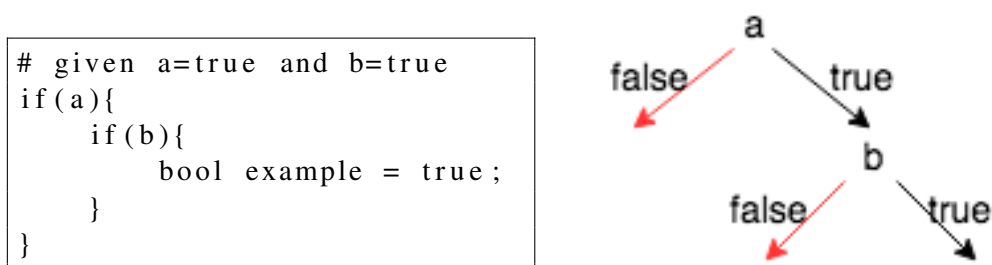 # given a=true and b=true
if(a){
if(b){
bool example = true;
}
}
a
false
true
b
false
true